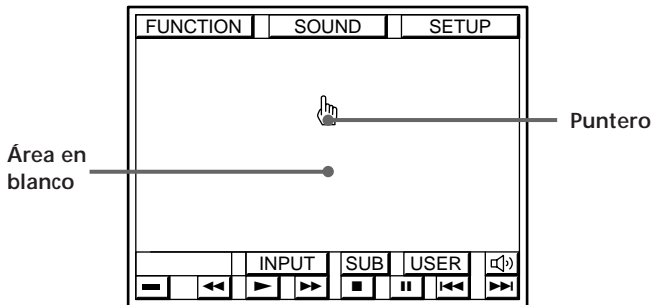 FUNCTION SOUND SETUP
Puntero
Área en
blanco
INPUT SUB USER